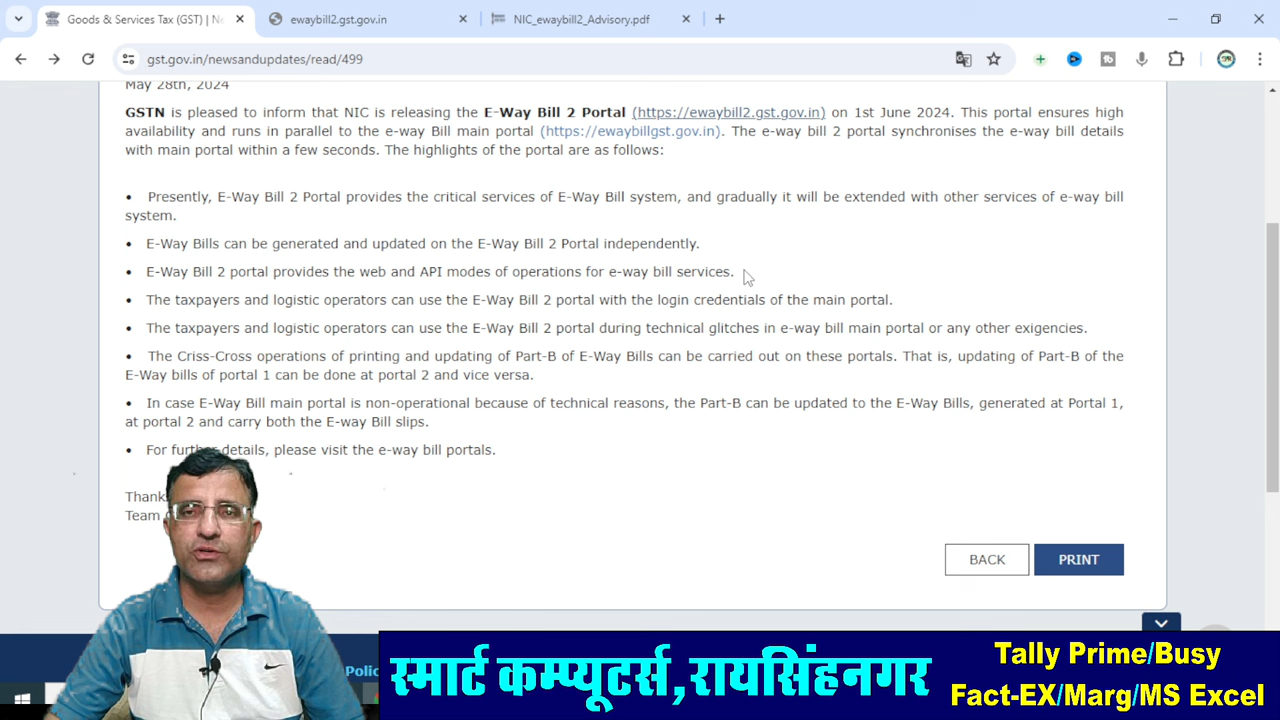 Goods & Services Tax (GST) | Ne
ewaybill2.gst.gov.in
NIC_ewaybill2_Advisory.pdf
gst.gov.in/newsandupdates/read/499
May 28th, 2024
GSTN is pleased to inform that NIC is releasing the E-Way Bill 2 Portal (https://ewaybill2.gst.gov.in) on 1st June 2024. This portal ensures high
availability and runs in parallel to the e-way Bill main portal (https://ewaybillgst.gov.in). The e-way bill 2 portal synchronises the e-way bill details
with main portal within a few seconds. The highlights of the portal are as follows:
• Presently, E-Way Bill 2 Portal provides the critical services of E-Way Bill system, and gradually it will be extended with other services of e-way bill
system.
• E-Way Bills can be generated and updated on the E-Way Bill 2 Portal independently.
• E-Way Bill 2 portal provides the web and API modes of operations for e-way bill services.
• The taxpayers and logistic operators can use the E-Way Bill 2 portal with the login credentials of the main portal.
• The taxpayers and logistic operators can use the E-Way Bill 2 portal during technical glitches in e-way bill main portal or any other exigencies.
• The Criss-Cross operations of printing and updating of Part-B of E-Way Bills can be carried out on these portals. That is, updating of Part-B of the
E-Way bills of portal 1 can be done at portal 2 and vice versa.
• In case E-Way Bill main portal is non-operational because of technical reasons, the Part-B can be updated to the E-Way Bills, generated at Portal 1,
at portal 2 and carry both the E-way Bill slips.
• For further details, please visit the e-way bill portals.
Thank
Team
BACK
PRINT
Polic
स्मार्ट कम्प्यूटर्स,रायसिंहनगर
Tally Prime/Busy
Fact-EX/Marg/MS Excel